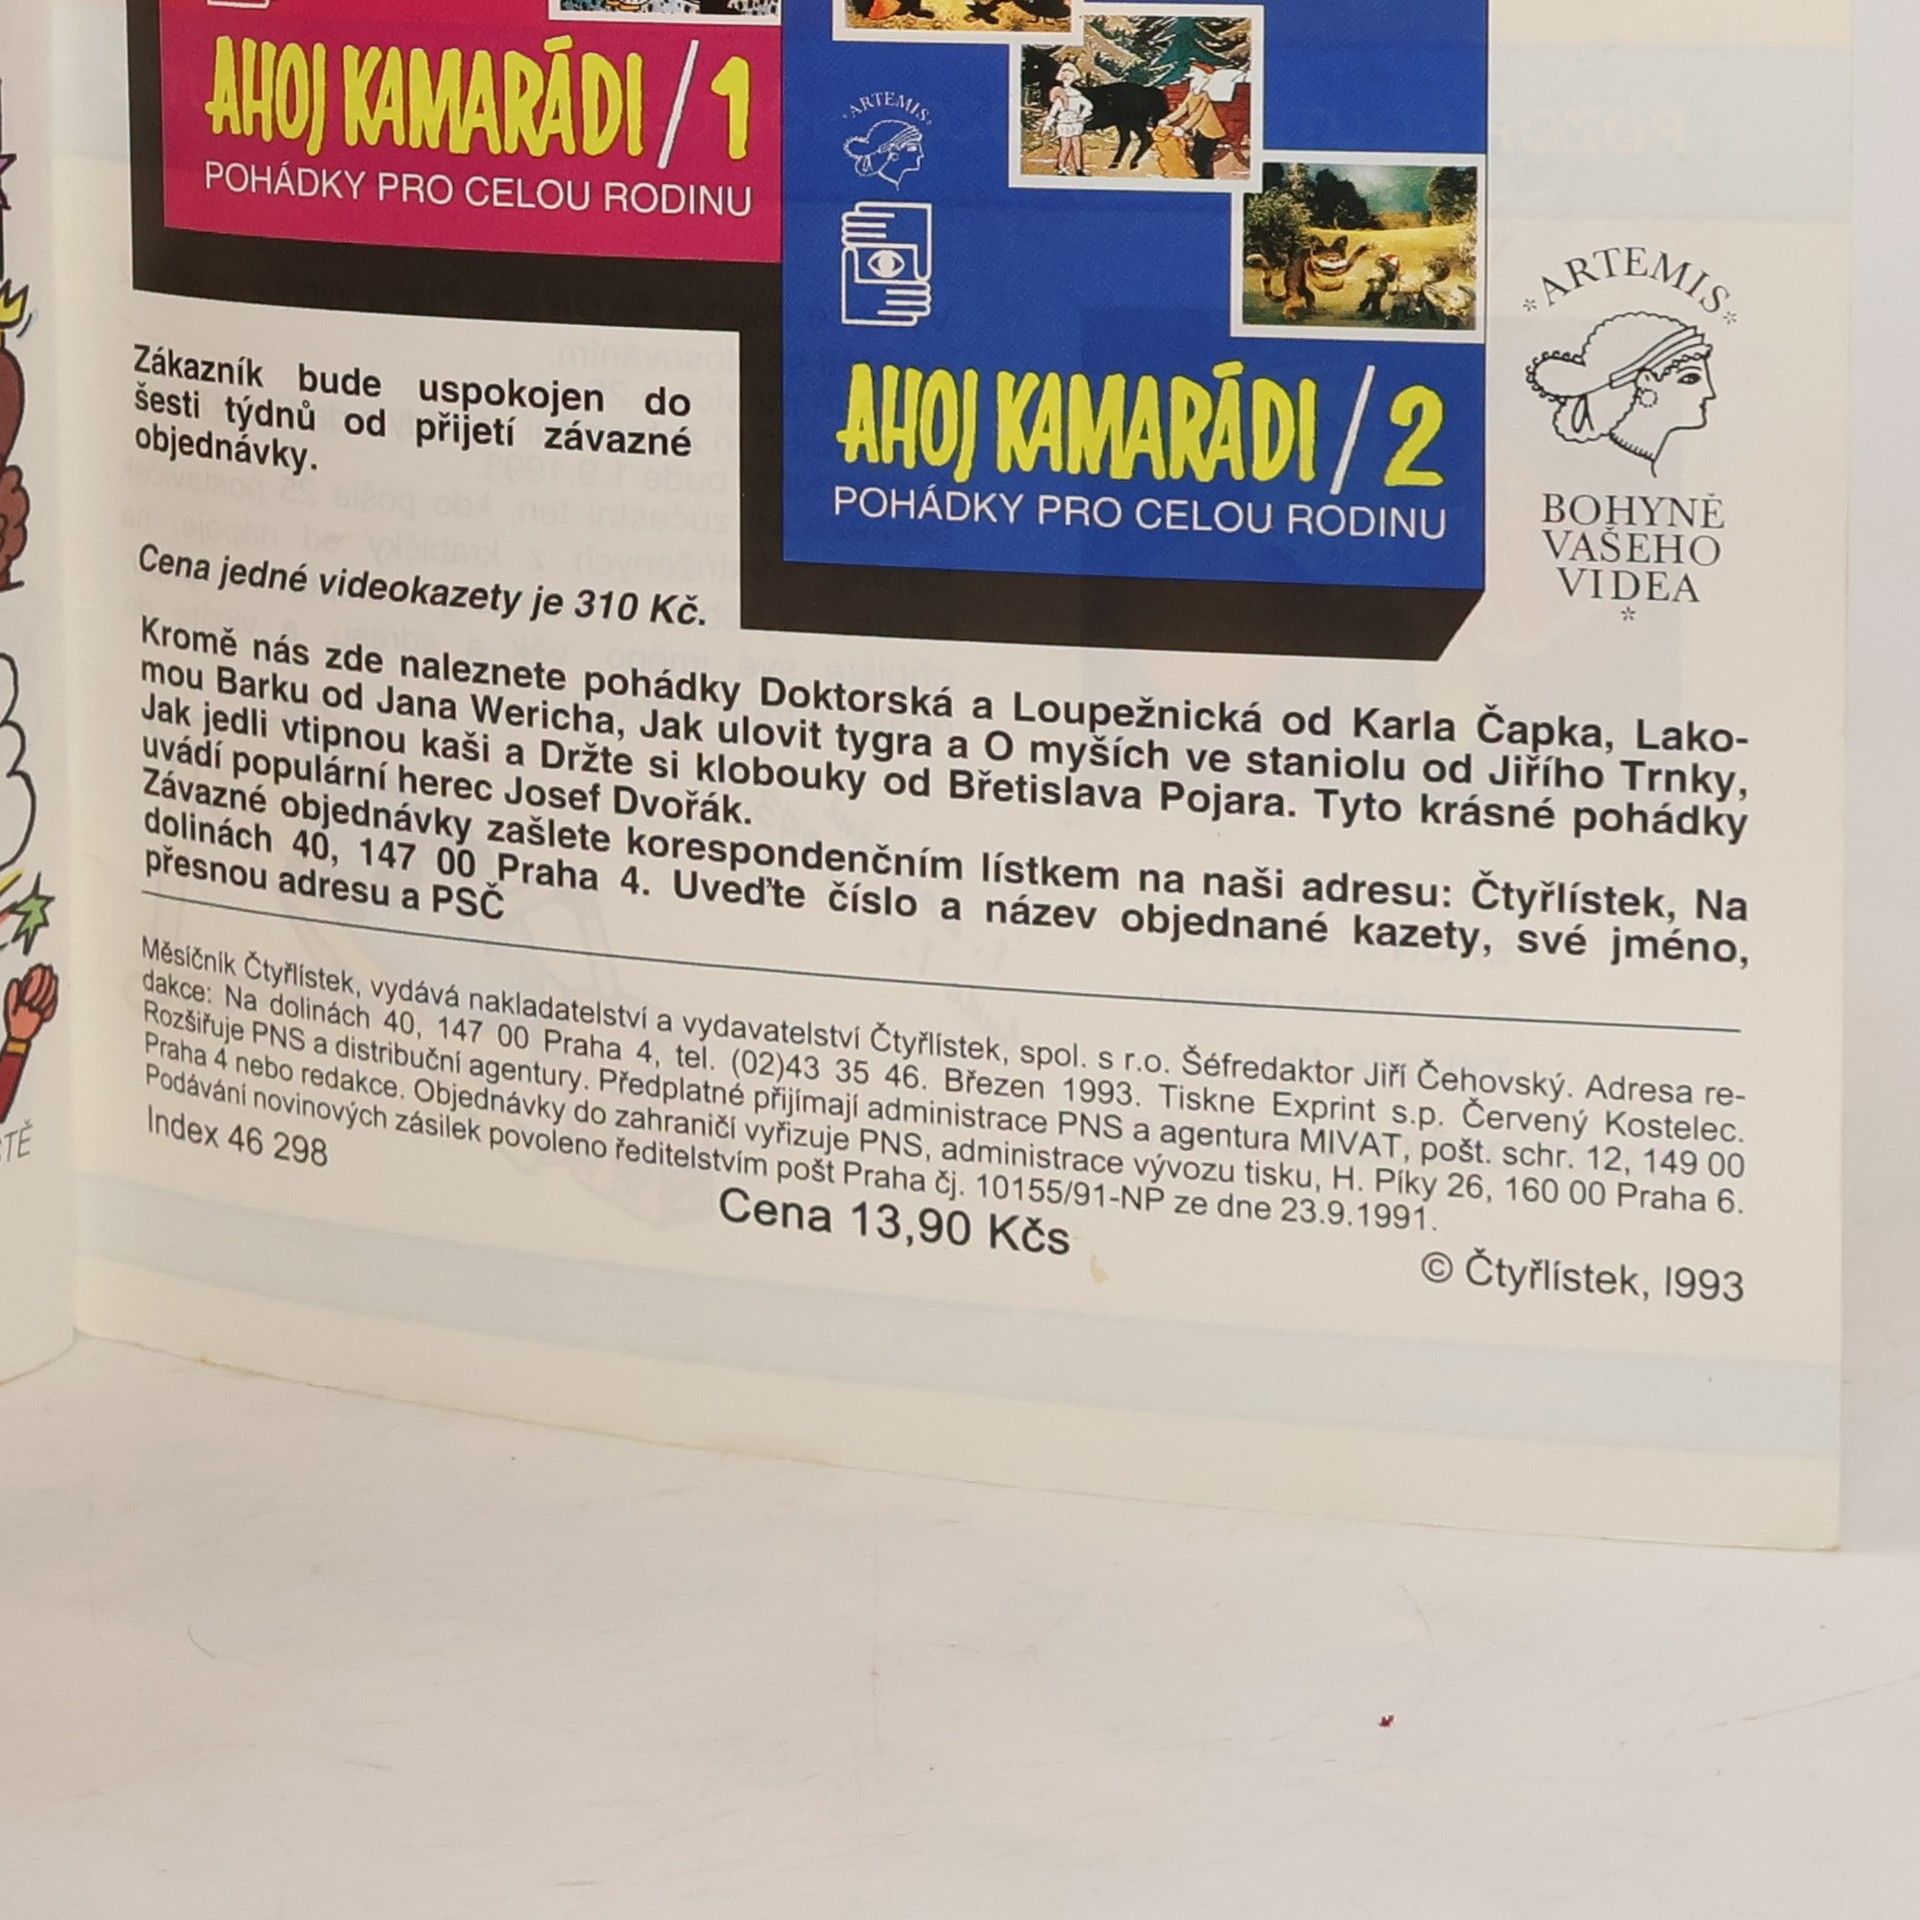 AHOJ KAMARÁDI/1
POHÁDKY PRO CELOU RODINU
ARTEMIS
AHOJ KAMARÁDI/2
POHÁDKY PRO CELOU RODINU
* ARTEMIS *
BOHYNĚ
VAŠEHO
VIDEA
*
Zákazník bude uspokojen do
šesti týdnů od přijetí závazné
objednávky.
Cena jedné videokazety je 310 Kč.
Kromě nás zde naleznete pohádky Doktorská a Loupežnická od Karla Čapka, Lako-
mou Barku od Jana Wericha, Jak ulovit tygra a O myších ve staniolu od Jiřího Trnky,
Jak jedli vtipnou kaši a Držte si klobouky od Břetislava Pojara. Tyto krásné pohádky
uvádí populární herec Josef Dvořák.
Závazné objednávky zašlete korespondenčním lístkem na naši adresu: Čtyřlístek, Na
dolinách 40, 147 00 Praha 4. Uveďte číslo a název objednané kazety, své jméno,
přesnou adresu a PSČ
Měsíčník Čtyřlístek, vydává nakladatelství a vydavatelství Čtyřlístek, spol. s r.o. Šéfredaktor Jiří Čehovský. Adresa re-
dakce: Na dolinách 40, 147 00 Praha 4, tel. (02)43 35 46. Březen 1993. Tiskne Exprint s.p. Červený Kostelec.
Rozšiřuje PNS a distribuční agentury. Předplatné přijímají administrace PNS a agentura MIVAT, pošt. schr. 12, 149 00
Praha 4 nebo redakce. Objednávky do zahraničí vyřizuje PNS, administrace vývozu tisku, H. Píky 26, 160 00 Praha 6.
Podávání novinových zásilek povoleno ředitelstvím pošt Praha čj. 10155/91-NP ze dne 23.9.1991.
Index 46 298
Cena 13,90 Kčs
© Čtyřlístek, I993